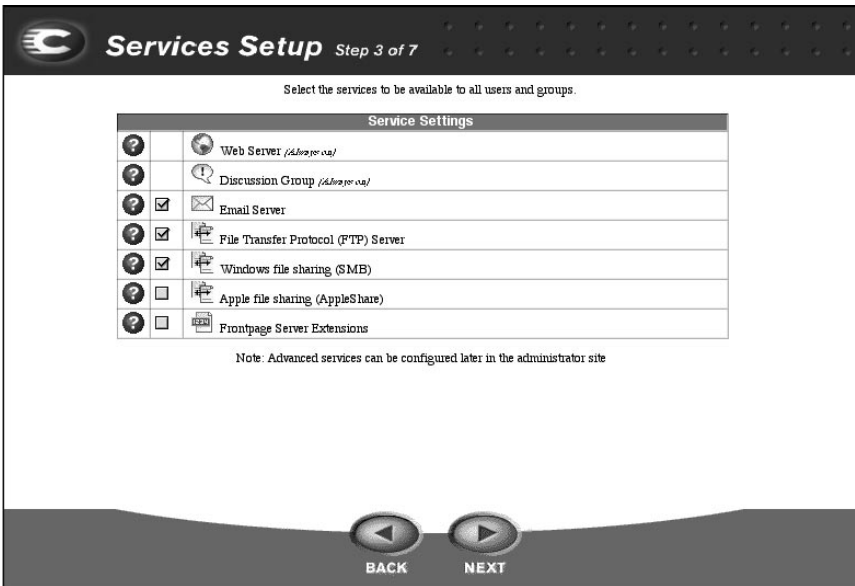 Services Setup Step 3 of 7
Select the services to be available to all users and groups.
Service Settings
Web Server (Always on)
Discussion Group (Always on)
Email Server
File Transfer Protocol (FTP) Server
Windows file sharing (SMB)
Apple file sharing (AppleShare)
Frontpage Server Extensions
Note: Advanced services can be configured later in the administrator site
BACK NEXT